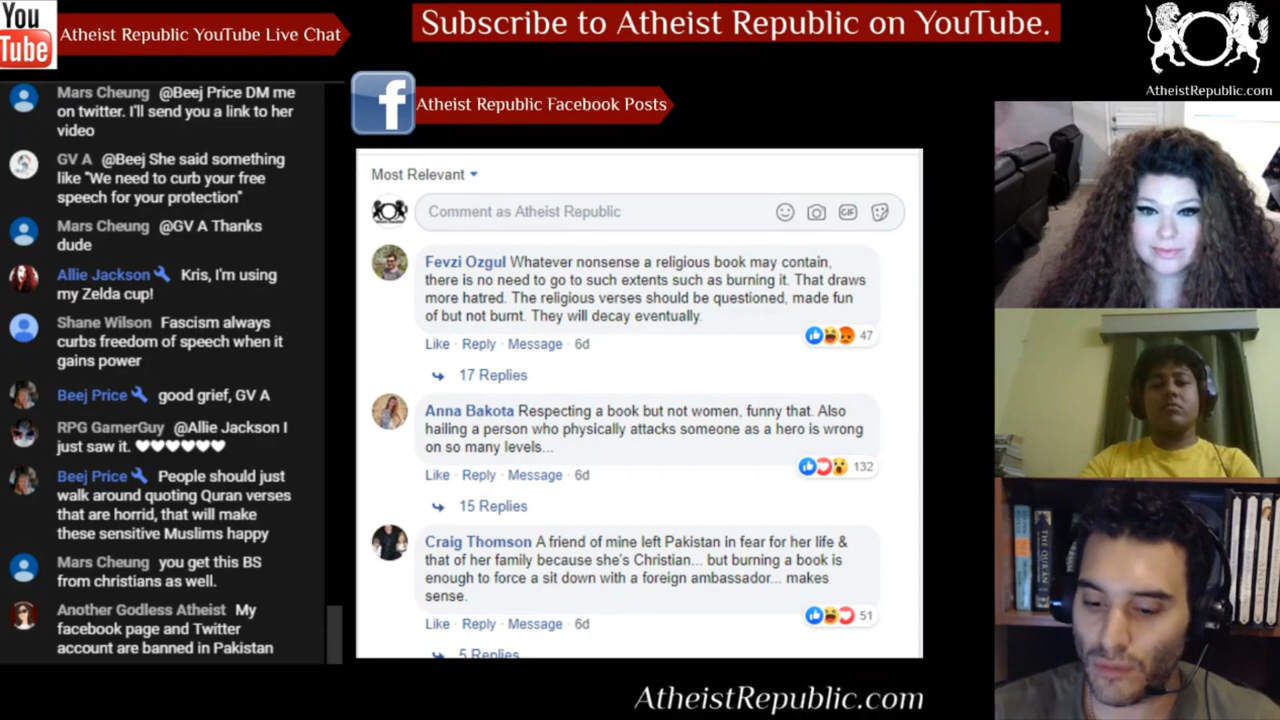 You
Tube
Atheist Republic YouTube Live Chat
Subscribe to Atheist Republic on YouTube.
AtheistRepublic.com
Atheist Republic Facebook Posts
Mars Cheung @Beej Price DM me
on twitter. I'll send you a link to her
video
GV A @Beej She said something
like "We need to curb your free
speech for your protection"
Mars Cheung @GV A Thanks
dude
Allie Jackson Kris, I'm using
my Zelda cup!
Shane Wilson Fascism always
curbs freedom of speech when it
gains power
Beej Price good grief, GV A
RPG GamerGuy @Allie Jackson I
just saw it. ♥♥♥♥♥♥
Beej Price People should just
walk around quoting Quran verses
that are horrid, that will make
these sensitive Muslims happy
Mars Cheung you get this BS
from christians as well.
Another Godless Atheist My
facebook page and Twitter
account are banned in Pakistan
Most Relevant
Comment as Atheist Republic
GIF
Fevzi Ozgul Whatever nonsense a religious book may contain,
there is no need to go to such extents such as burning it. That draws
more hatred. The religious verses should be questioned, made fun
of but not burnt. They will decay eventually.
47
Like · Reply · Message · 6d
17 Replies
Anna Bakota Respecting a book but not women, funny that. Also
hailing a person who physically attacks someone as a hero is wrong
on so many levels...
132
Like · Reply · Message · 6d
15 Replies
Craig Thomson A friend of mine left Pakistan in fear for her life &
that of her family because she's Christian... but burning a book is
enough to force a sit down with a foreign ambassador... makes
sense.
51
Like · Reply · Message · 6d
5 Replies
THE QURAN
AtheistRepublic.com